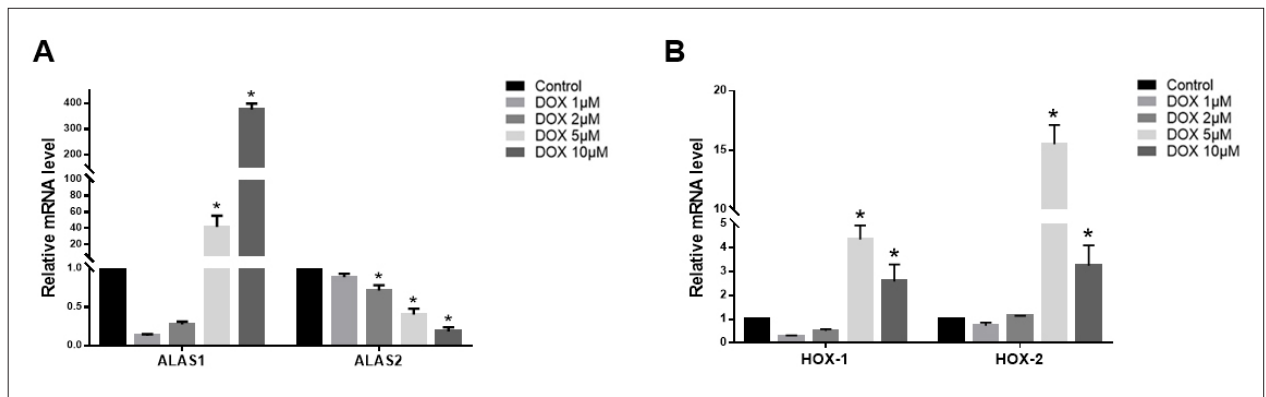 A
Relative mRNA level
400
300
200
100
80
60
40
20
1.0
0.5
0.0
*
*
*
*
*
ALAS1
ALAS2
Control
DOX 1μM
DOX 2μM
DOX 5μM
DOX 10μM
B
Relative mRNA level
20
15
10
5
4
3
2
1
0
*
*
*
*
HOX-1
HOX-2
Control
DOX 1μM
DOX 2μM
DOX 5μM
DOX 10μM